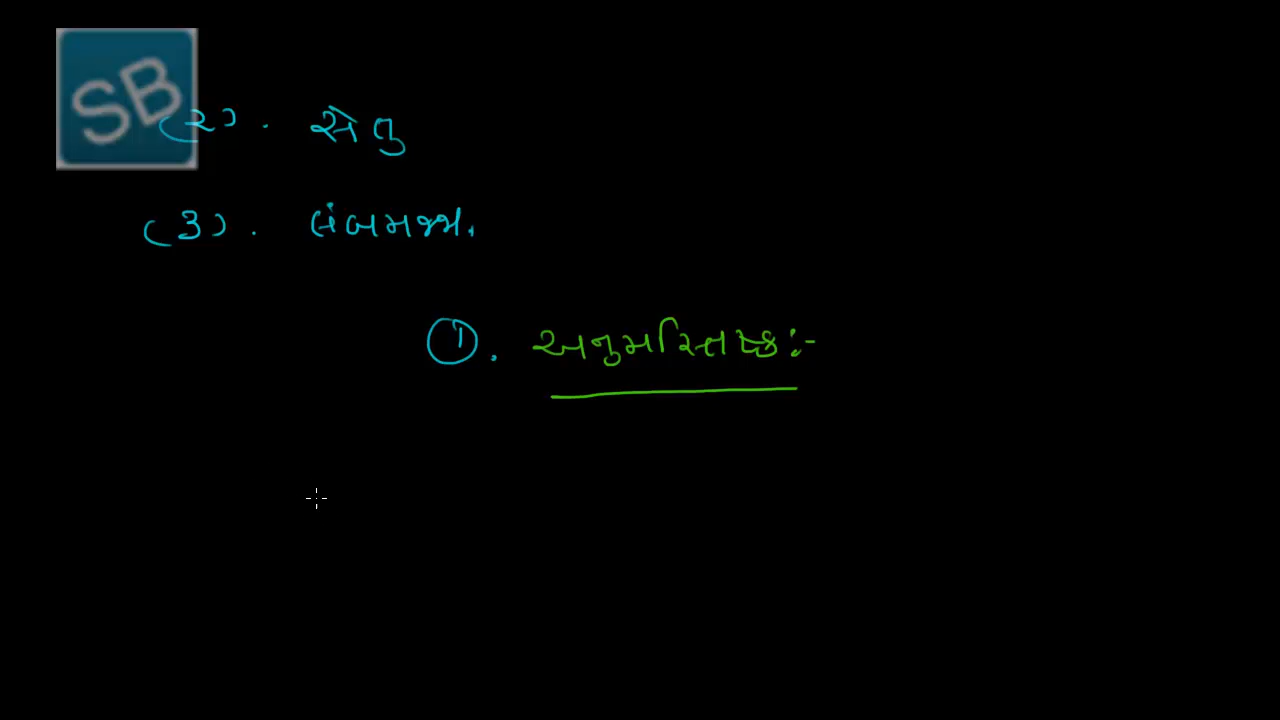 SB
(૨). સેતુ
(૩). લંબમજ્જા.
①. અનુમસ્તિષ્ક :-